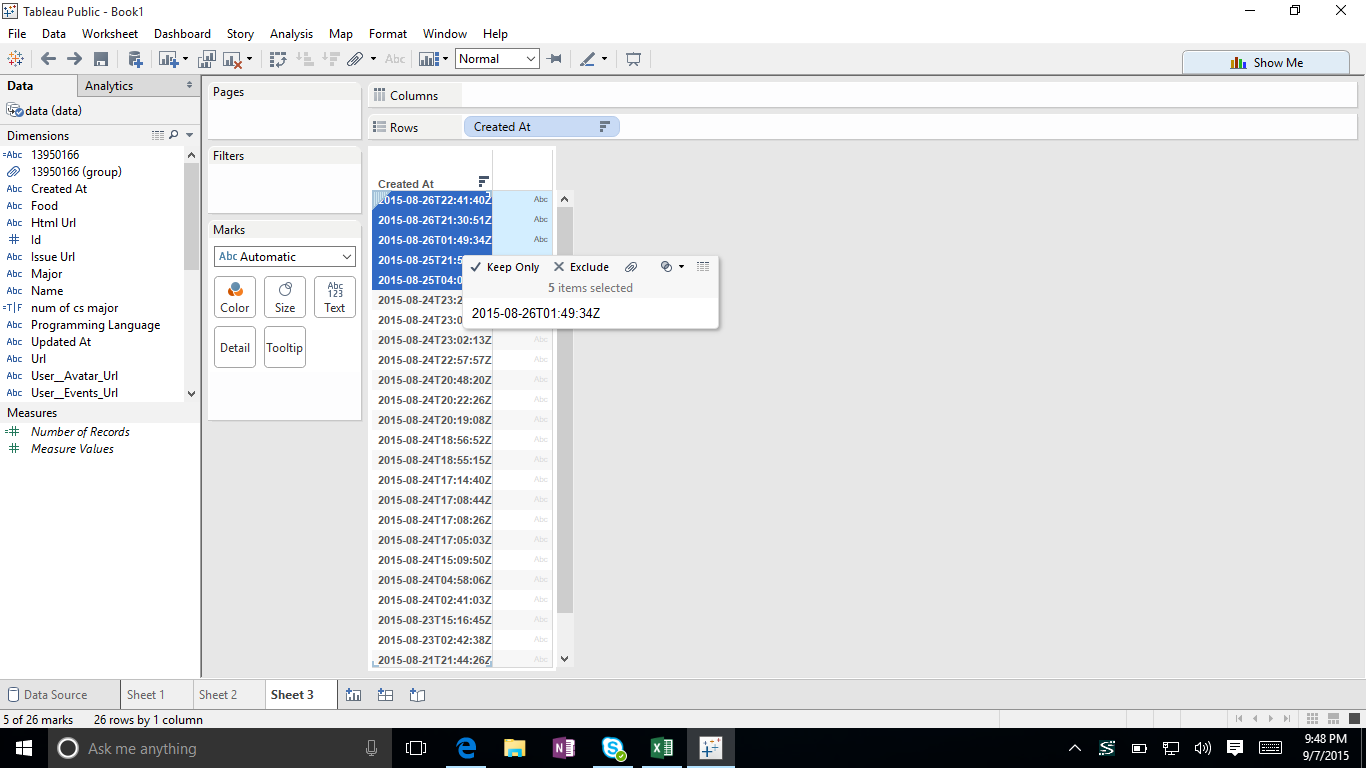 Tableau Public - Book1
File Data Worksheet Dashboard Story Analysis Map Format Window Help
Abc Normal Show Me
Data Analytics
data (data)
Dimensions
=Abc 13950166
13950166 (group)
Abc Created At
Abc Food
Abc Html Url
# Id
Abc Issue Url
Abc Major
Abc Name
=T|F num of cs major
Abc Programming Language
Abc Updated At
Abc Url
Abc User__Avatar_Url
Abc User__Events_Url
Measures
=# Number of Records
# Measure Values
Pages
Filters
Marks
Abc Automatic
Color Size Abc 123 Text
Detail Tooltip
Columns
Rows Created At
Created At
2015-08-26T22:41:40Z Abc
2015-08-26T21:30:51Z Abc
2015-08-26T01:49:34Z Abc
2015-08-25T21:5
2015-08-25T04:0
2015-08-24T23:2
2015-08-24T23:0
2015-08-24T23:02:13Z Abc
2015-08-24T22:57:57Z Abc
2015-08-24T20:48:20Z Abc
2015-08-24T20:22:26Z Abc
2015-08-24T20:19:08Z Abc
2015-08-24T18:56:52Z Abc
2015-08-24T18:55:15Z Abc
2015-08-24T17:14:40Z Abc
2015-08-24T17:08:44Z Abc
2015-08-24T17:08:26Z Abc
2015-08-24T17:05:03Z Abc
2015-08-24T15:09:50Z Abc
2015-08-24T04:58:06Z Abc
2015-08-24T02:41:03Z Abc
2015-08-23T15:16:45Z Abc
2015-08-23T02:42:38Z Abc
2015-08-21T21:44:26Z Abc
Keep Only Exclude
5 items selected
2015-08-26T01:49:34Z
Data Source Sheet 1 Sheet 2 Sheet 3
5 of 26 marks 26 rows by 1 column
Ask me anything
9:48 PM
9/7/2015